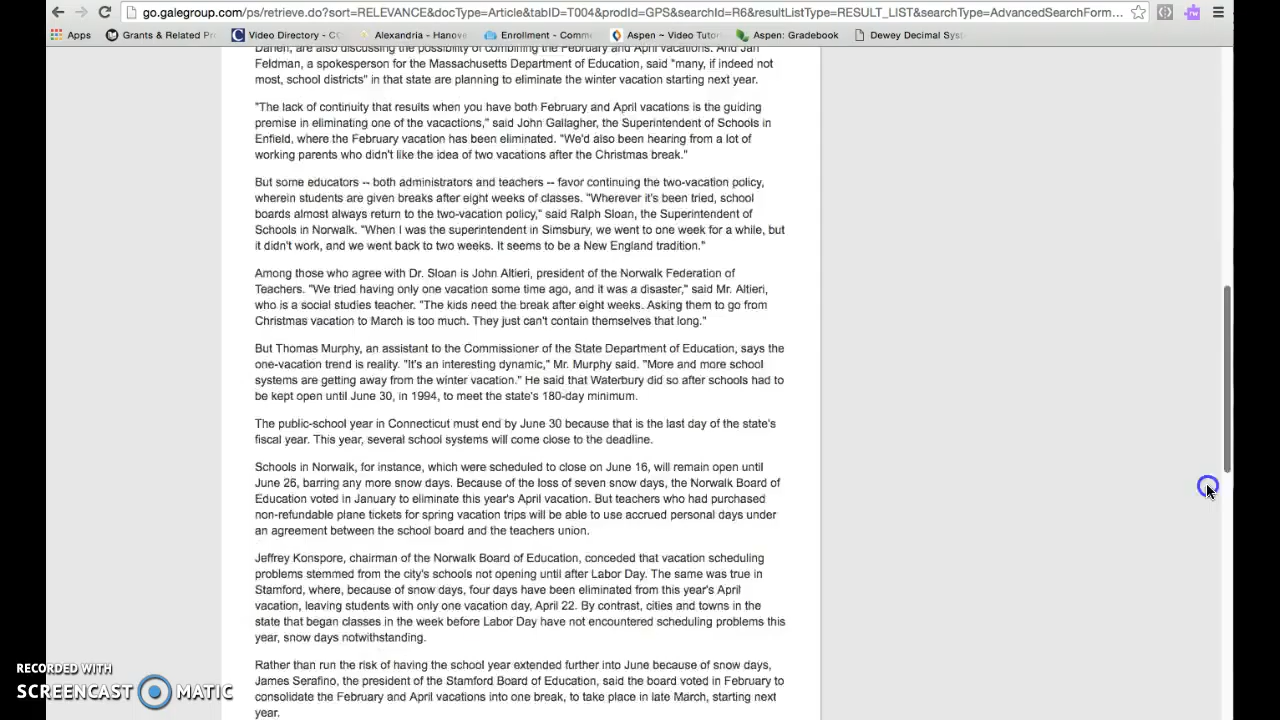 go.galegroup.com/ps/retrieve.do?sort=RELEVANCE&docType=Article&tabID=T004&prodId=GPS&searchId=R6&resultListType=RESULT_LIST&searchType=AdvancedSearchForm...
Apps Grants & Related Pr Video Directory - CC Alexandria - Hanove Enrollment - Comm Aspen ~ Video Tutor Aspen: Gradebook Dewey Decimal Sys
Darien, are also discussing the possibility of combining the February and April vacations. And Jan
Feldman, a spokesperson for the Massachusetts Department of Education, said "many, if indeed not
most, school districts" in that state are planning to eliminate the winter vacation starting next year.
"The lack of continuity that results when you have both February and April vacations is the guiding
premise in eliminating one of the vacactions," said John Gallagher, the Superintendent of Schools in
Enfield, where the February vacation has been eliminated. "We'd also been hearing from a lot of
working parents who didn't like the idea of two vacations after the Christmas break."
But some educators -- both administrators and teachers -- favor continuing the two-vacation policy,
wherein students are given breaks after eight weeks of classes. "Wherever it's been tried, school
boards almost always return to the two-vacation policy," said Ralph Sloan, the Superintendent of
Schools in Norwalk. "When I was the superintendent in Simsbury, we went to one week for a while, but
it didn't work, and we went back to two weeks. It seems to be a New England tradition."
Among those who agree with Dr. Sloan is John Altieri, president of the Norwalk Federation of
Teachers. "We tried having only one vacation some time ago, and it was a disaster," said Mr. Altieri,
who is a social studies teacher. "The kids need the break after eight weeks. Asking them to go from
Christmas vacation to March is too much. They just can't contain themselves that long."
But Thomas Murphy, an assistant to the Commissioner of the State Department of Education, says the
one-vacation trend is reality. "It's an interesting dynamic," Mr. Murphy said. "More and more school
systems are getting away from the winter vacation." He said that Waterbury did so after schools had to
be kept open until June 30, in 1994, to meet the state's 180-day minimum.
The public-school year in Connecticut must end by June 30 because that is the last day of the state's
fiscal year. This year, several school systems will come close to the deadline.
Schools in Norwalk, for instance, which were scheduled to close on June 16, will remain open until
June 26, barring any more snow days. Because of the loss of seven snow days, the Norwalk Board of
Education voted in January to eliminate this year's April vacation. But teachers who had purchased
non-refundable plane tickets for spring vacation trips will be able to use accrued personal days under
an agreement between the school board and the teachers union.
Jeffrey Konspore, chairman of the Norwalk Board of Education, conceded that vacation scheduling
problems stemmed from the city's schools not opening until after Labor Day. The same was true in
Stamford, where, because of snow days, four days have been eliminated from this year's April
vacation, leaving students with only one vacation day, April 22. By contrast, cities and towns in the
state that began classes in the week before Labor Day have not encountered scheduling problems this
year, snow days notwithstanding.
Rather than run the risk of having the school year extended further into June because of snow days,
James Serafino, the president of the Stamford Board of Education, said the board voted in February to
consolidate the February and April vacations into one break, to take place in late March, starting next
year.
RECORDED WITH
SCREENCAST MATIC